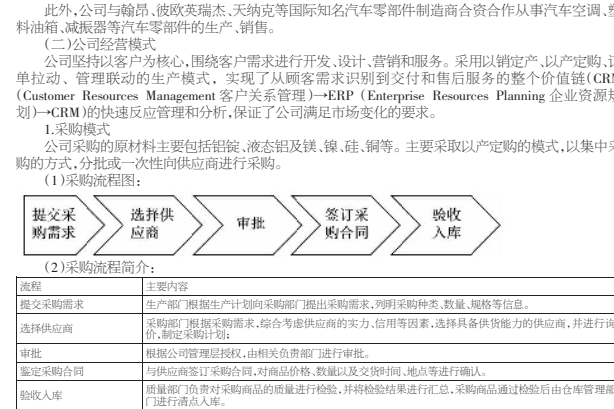 此外,公司与翰昂、彼欧英瑞杰、天纳克等国际知名汽车零部件制造商合资合作从事汽车空调、塑
料油箱、减振器等汽车零部件的生产、销售。
(二)公司经营模式
公司坚持以客户为核心,围绕客户需求进行开发、设计、营销和服务。采用以销定产、以产定购、订
单拉动、管理联动的生产模式,实现了从顾客需求识别到交付和售后服务的整个价值链(CRM
(Customer Resources Management 客户关系管理)→ERP (Enterprise Resources Planning 企业资源规
划)→CRM)的快速反应管理和分析,保证了公司满足市场变化的要求。
1.采购模式
公司采购的原材料主要包括铝锭、液态铝及镁、镍、硅、铜等。主要采取以产定购的模式,以集中采
购的方式,分批或一次性向供应商进行采购。
(1)采购流程图:
提交采 选择供 审批 签订采 验收
购需求 应商 购合同 入库
(2)采购流程简介:
流程 主要内容
提交采购需求 生产部门根据生产计划向采购部门提出采购需求,列明采购种类、数量、规格等信息。
选择供应商 采购部门根据采购需求,综合考虑供应商的实力、信用等因素,选择具备供货能力的供应商,并进行询
价,制定采购计划;
审批 根据公司管理层授权,由相关负责部门进行审批。
鉴定采购合同 与供应商签订采购合同,对商品价格、数量以及交货时间、地点等进行确认。
验收入库 质量部门负责对采购商品的质量进行检验,并将检验结果进行汇总,采购商品通过检验后由仓库管理部
门进行清点入库。